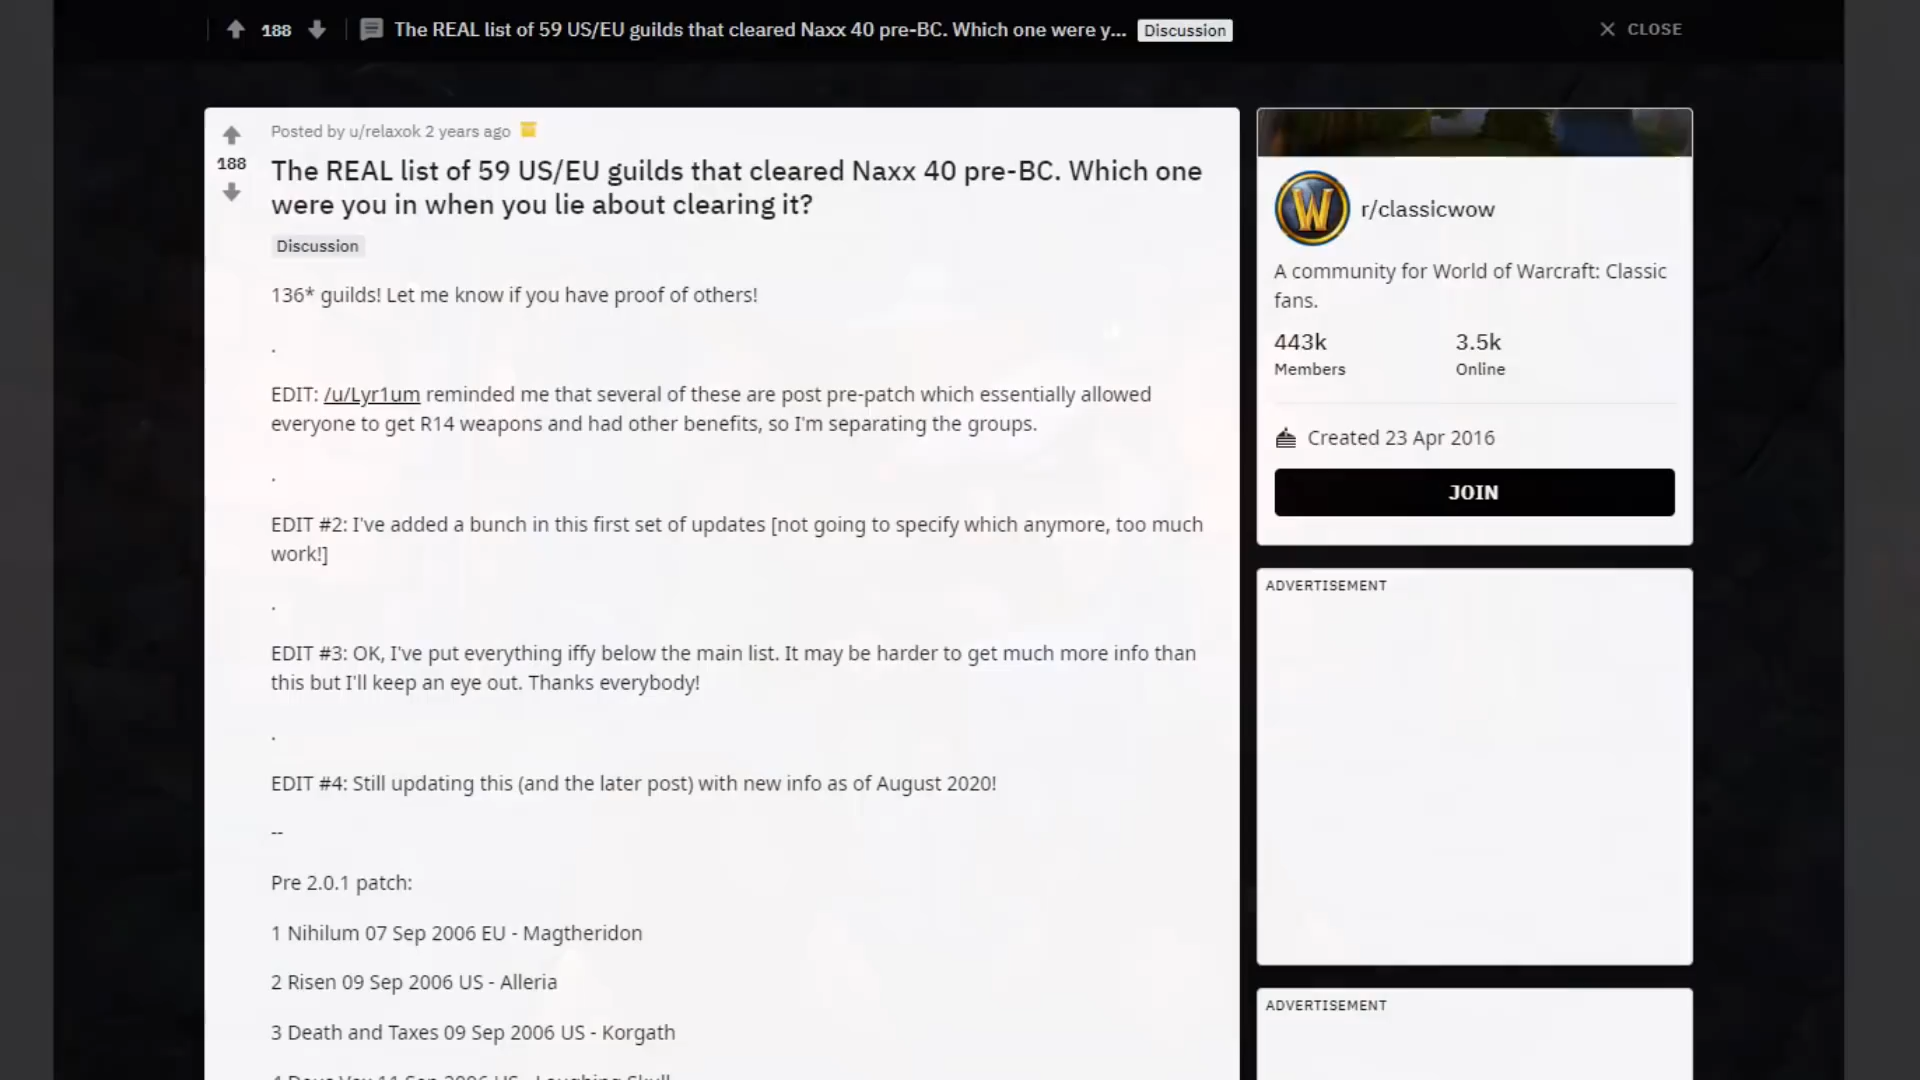 188
The REAL list of 59 US/EU guilds that cleared Naxx 40 pre-BC. Which one were y... Discussion
CLOSE
Posted by u/relaxok 2 years ago
188
The REAL list of 59 US/EU guilds that cleared Naxx 40 pre-BC. Which one
were you in when you lie about clearing it?
Discussion
136* guilds! Let me know if you have proof of others!
.
EDIT: /u/Lyr1um reminded me that several of these are post pre-patch which essentially allowed
everyone to get R14 weapons and had other benefits, so I'm separating the groups.
.
EDIT #2: I've added a bunch in this first set of updates [not going to specify which anymore, too much
work!]
.
EDIT #3: OK, I've put everything iffy below the main list. It may be harder to get much more info than
this but I'll keep an eye out. Thanks everybody!
.
EDIT #4: Still updating this (and the later post) with new info as of August 2020!
--
Pre 2.0.1 patch:
1 Nihilum 07 Sep 2006 EU - Magtheridon
2 Risen 09 Sep 2006 US - Alleria
3 Death and Taxes 09 Sep 2006 US - Korgath
W
r/classicwow
A community for World of Warcraft: Classic
fans.
443k 3.5k
Members Online
Created 23 Apr 2016
JOIN
ADVERTISEMENT
ADVERTISEMENT